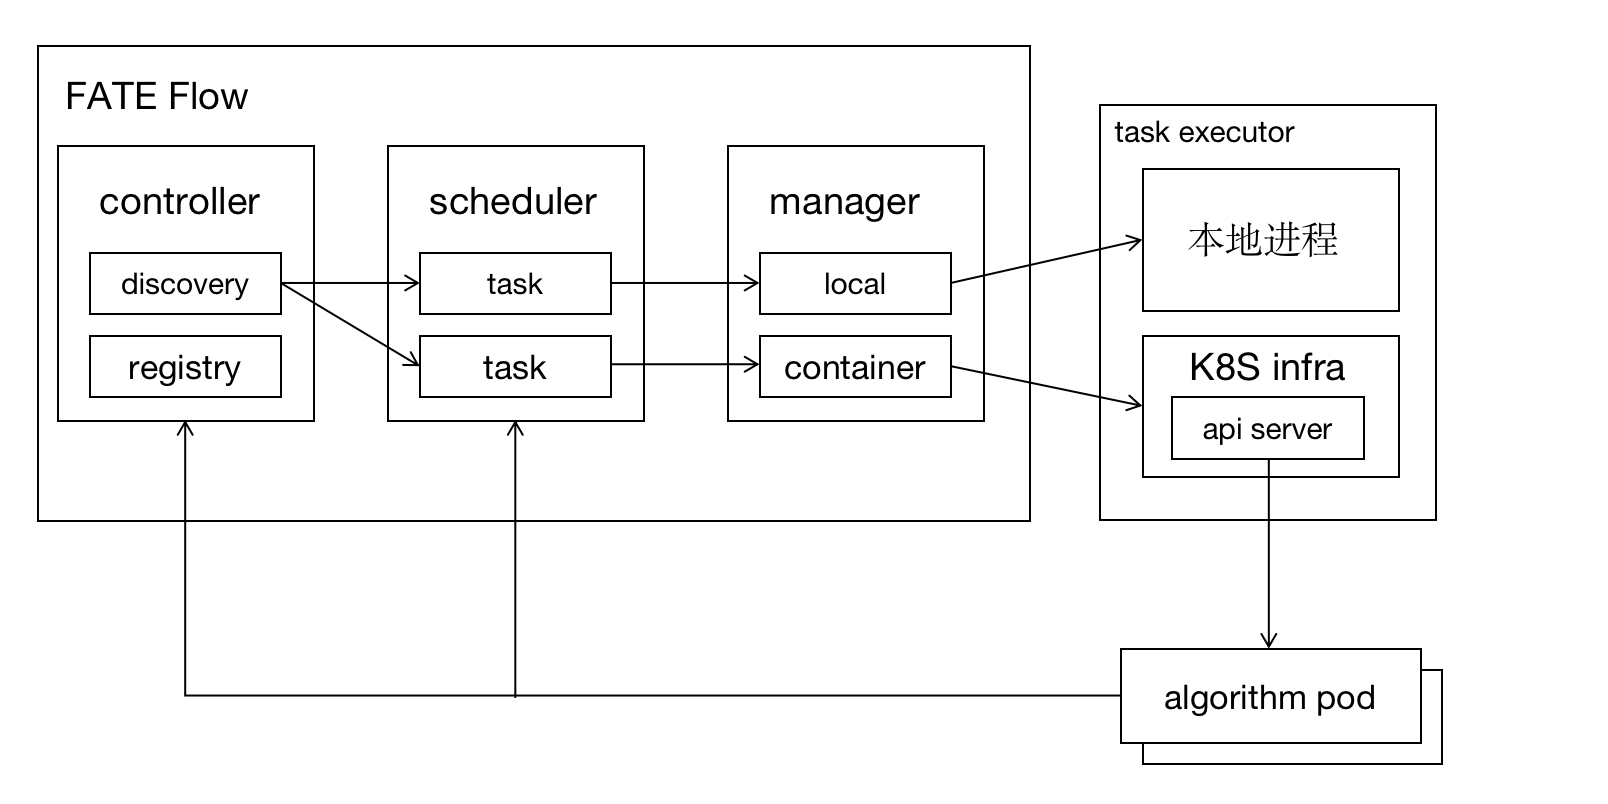 FATE Flow
controller
discovery
registry
scheduler
task
task
manager
local
container
task executor
本地进程
K8S infra
api server
algorithm pod